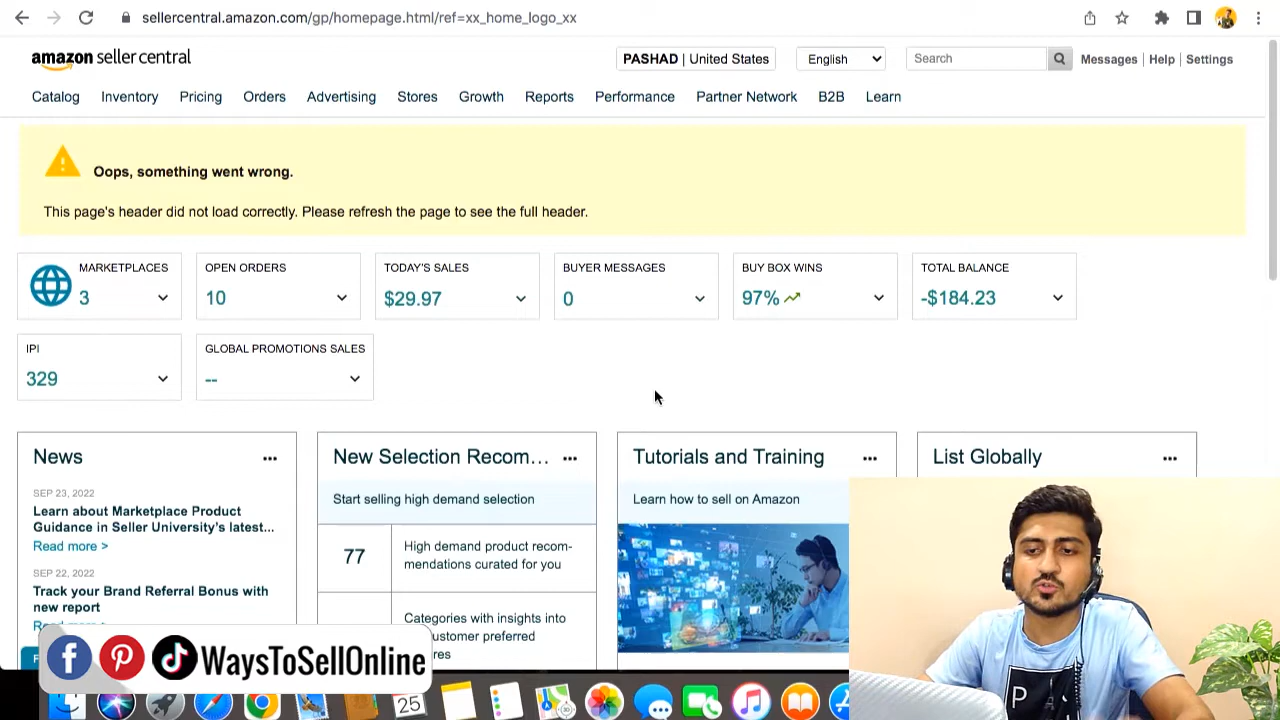 sellercentral.amazon.com/gp/homepage.html/ref=xx_home_logo_xx
amazon seller central
PASHAD | United States
English
Search
Messages
Help
Settings
Catalog
Inventory
Pricing
Orders
Advertising
Stores
Growth
Reports
Performance
Partner Network
B2B
Learn
Oops, something went wrong.
This page's header did not load correctly. Please refresh the page to see the full header.
MARKETPLACES
3
OPEN ORDERS
10
TODAY'S SALES
$29.97
BUYER MESSAGES
0
BUY BOX WINS
97%
TOTAL BALANCE
-$184.23
IPI
329
GLOBAL PROMOTIONS SALES
--
News
SEP 23, 2022
Learn about Marketplace Product
Guidance in Seller University's latest...
Read more >
SEP 22, 2022
Track your Brand Referral Bonus with
new report
New Selection Recom...
Start selling high demand selection
77
High demand product recom-
mendations curated for you
Categories with insights into
customer preferred
Tutorials and Training
Learn how to sell on Amazon
List Globally
WaysToSellOnline
25